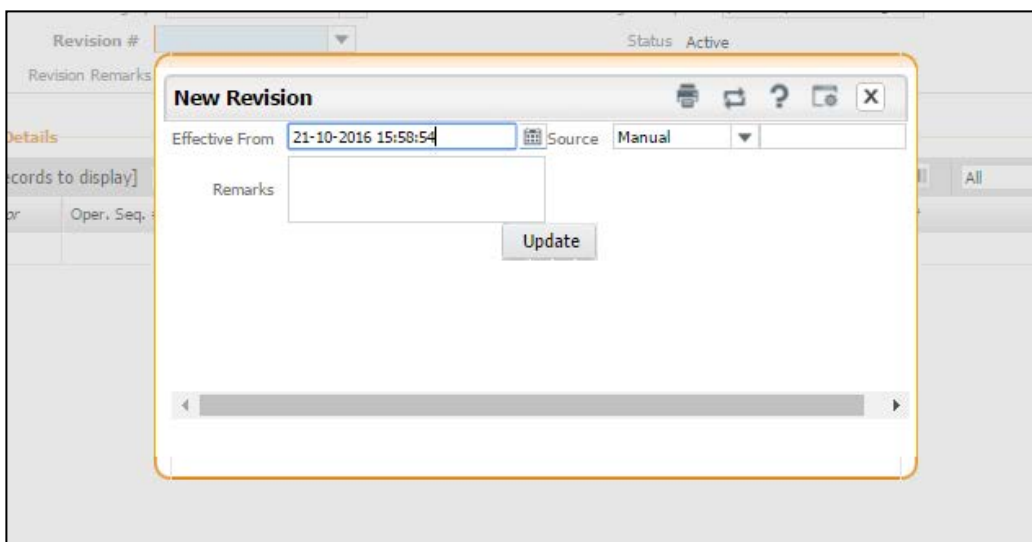 Revision #
Status Active
Revision Remarks
New Revision
Effective From 21-10-2016 15:58:54 Source Manual
Details
ecords to display] All
or Oper. Seq.
Remarks
Update